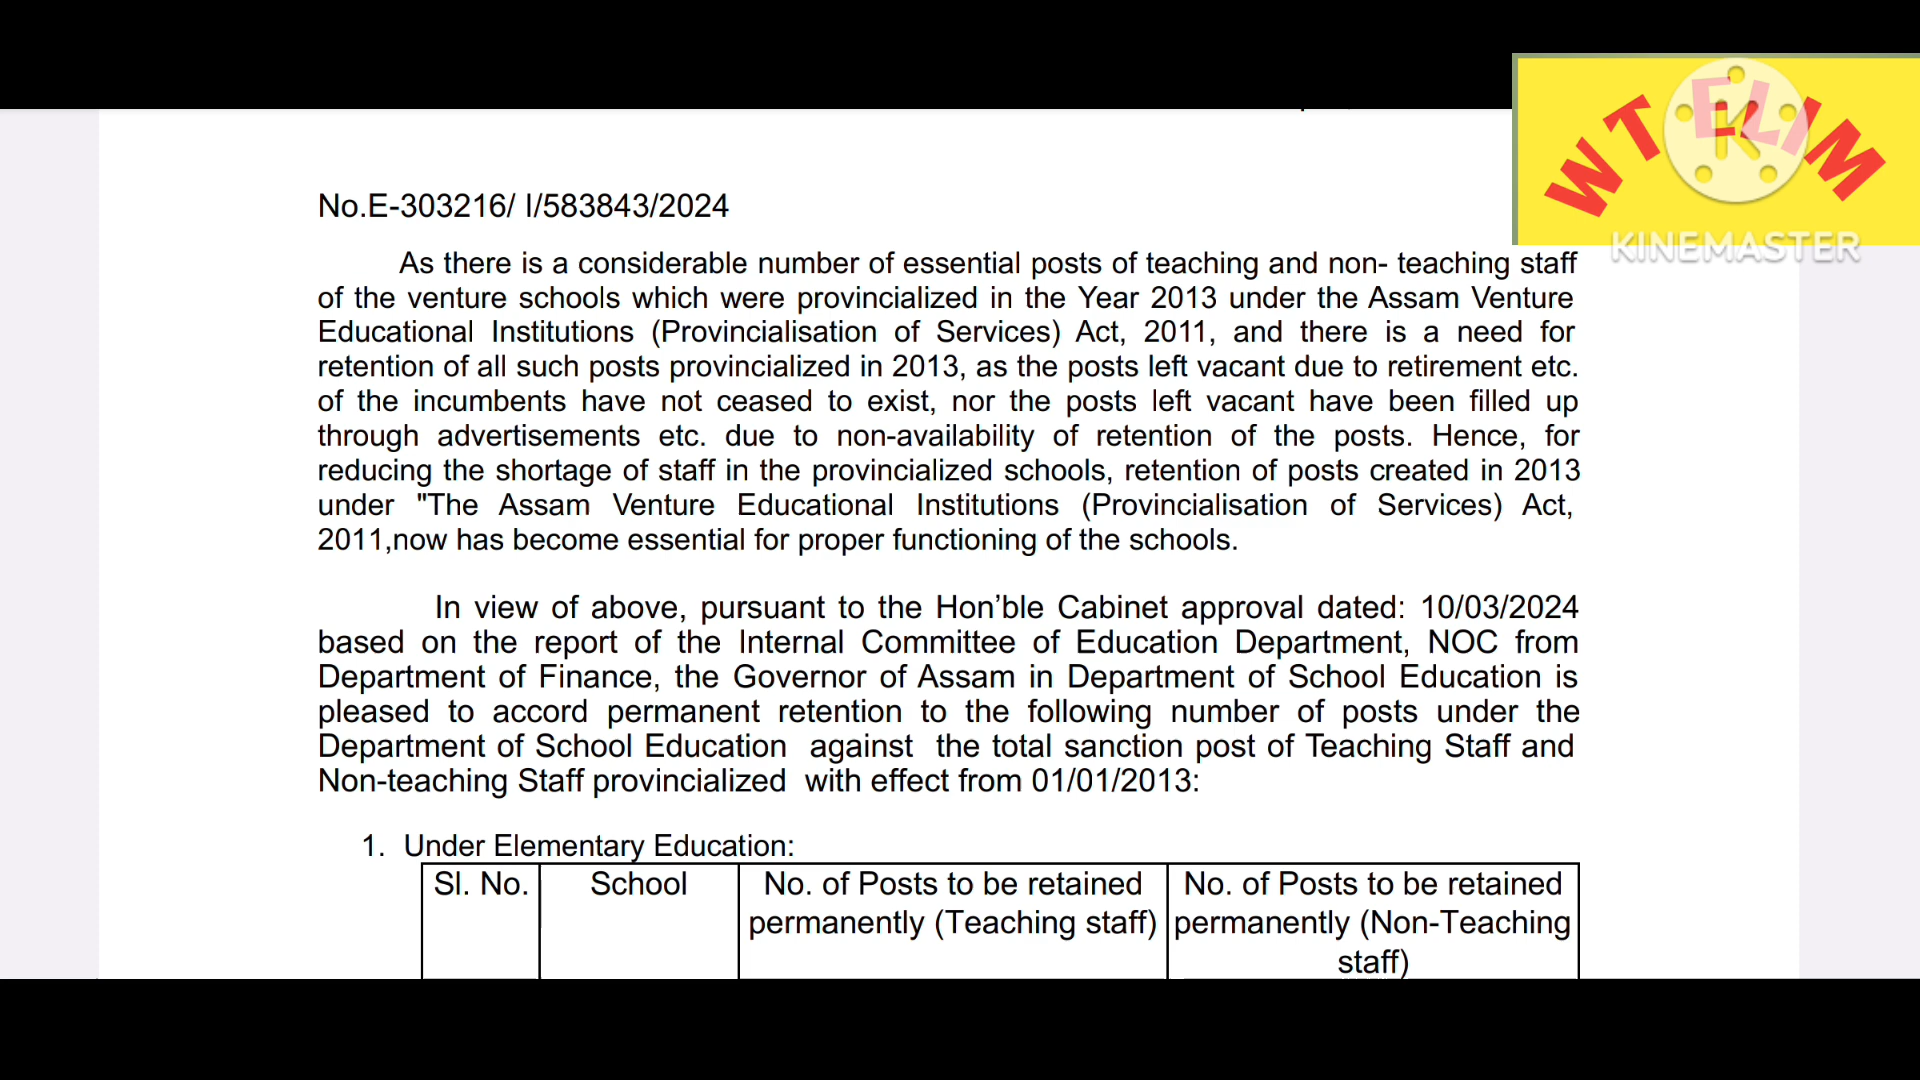 WT ELIM
K
KINEMASTER
No.E-303216/ I/583843/2024
As there is a considerable number of essential posts of teaching and non- teaching staff
of the venture schools which were provincialized in the Year 2013 under the Assam Venture
Educational Institutions (Provincialisation of Services) Act, 2011, and there is a need for
retention of all such posts provincialized in 2013, as the posts left vacant due to retirement etc.
of the incumbents have not ceased to exist, nor the posts left vacant have been filled up
through advertisements etc. due to non-availability of retention of the posts. Hence, for
reducing the shortage of staff in the provincialized schools, retention of posts created in 2013
under "The Assam Venture Educational Institutions (Provincialisation of Services) Act,
2011,now has become essential for proper functioning of the schools.
In view of above, pursuant to the Hon’ble Cabinet approval dated: 10/03/2024
based on the report of the Internal Committee of Education Department, NOC from
Department of Finance, the Governor of Assam in Department of School Education is
pleased to accord permanent retention to the following number of posts under the
Department of School Education against the total sanction post of Teaching Staff and
Non-teaching Staff provincialized with effect from 01/01/2013:
1. Under Elementary Education:
Sl. No. School No. of Posts to be retained No. of Posts to be retained
permanently (Teaching staff) permanently (Non-Teaching
staff)